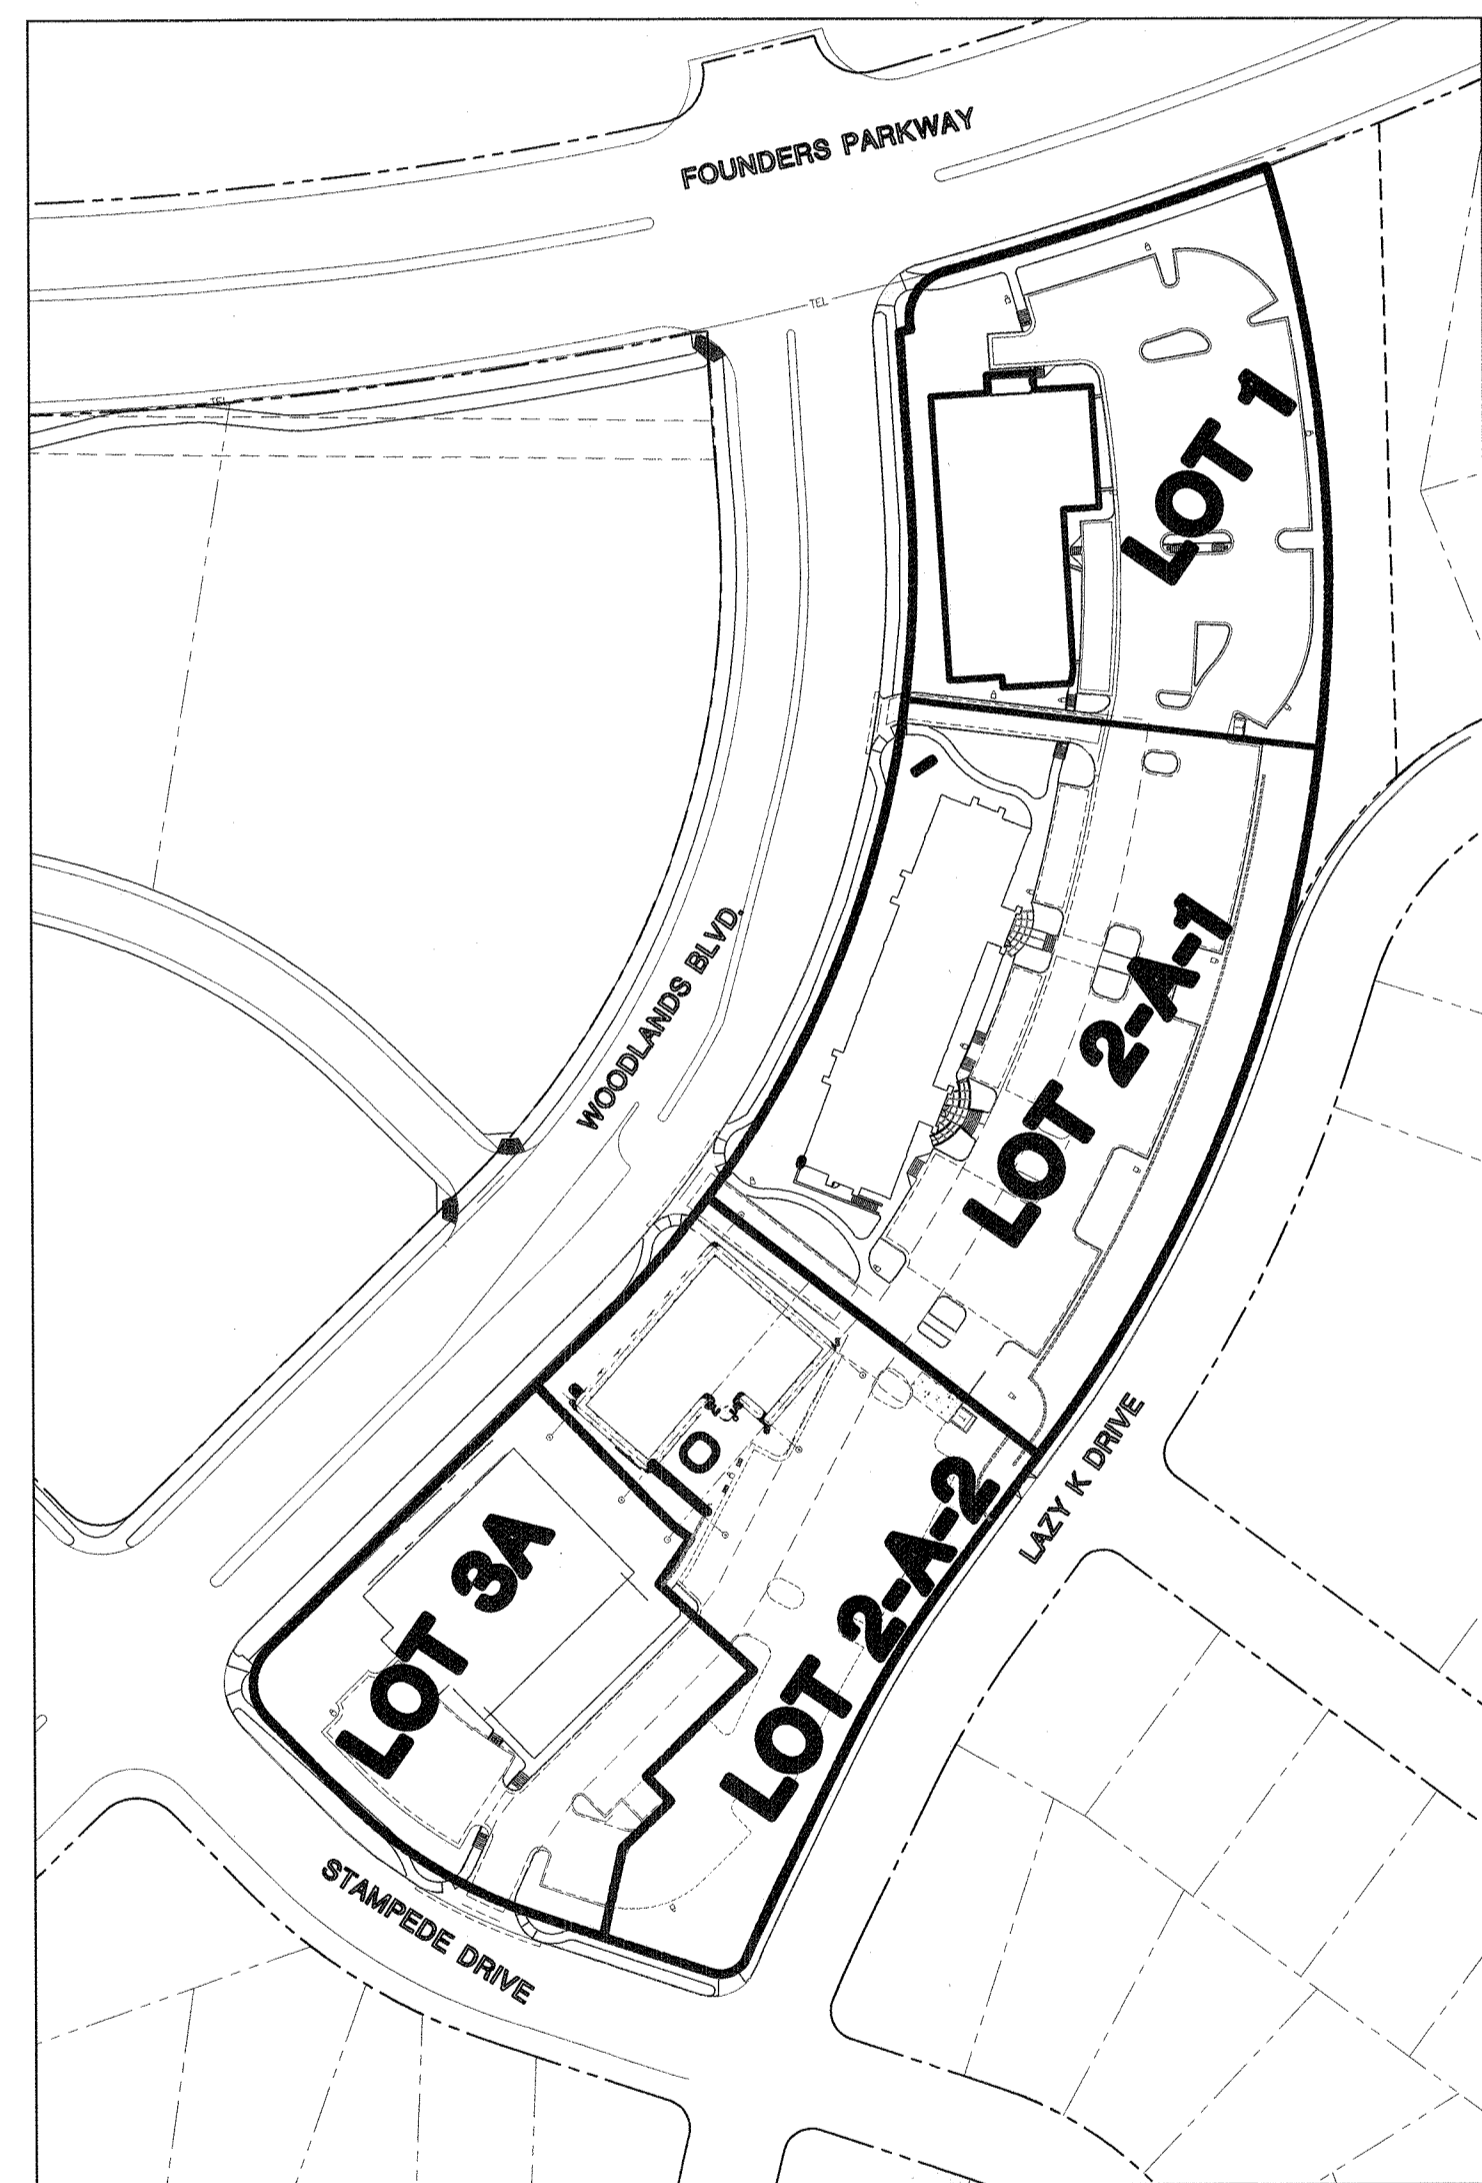 FOUNDERS PARKWAY
TEL
TEL
LOT 1
WOODLANDS BLVD.
LOT 2-A-1
LAZY K DRIVE
LOT 2-A-2
LOT 3A
STAMPEDE DRIVE